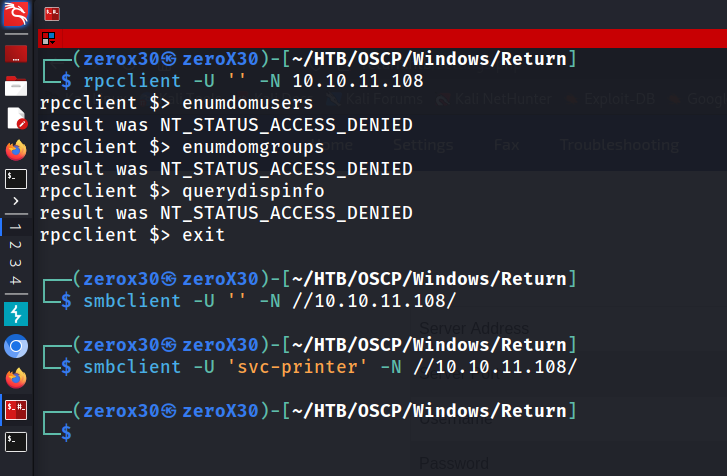 ┌──(zerox30㉿zeroX30)-[~/HTB/OSCP/Windows/Return]
└─$ rpcclient -U '' -N 10.10.11.108
rpcclient $> enumdomusers
result was NT_STATUS_ACCESS_DENIED
rpcclient $> enumdomgroups
result was NT_STATUS_ACCESS_DENIED
rpcclient $> querydispinfo
result was NT_STATUS_ACCESS_DENIED
rpcclient $> exit
┌──(zerox30㉿zeroX30)-[~/HTB/OSCP/Windows/Return]
└─$ smbclient -U '' -N //10.10.11.108/
┌──(zerox30㉿zeroX30)-[~/HTB/OSCP/Windows/Return]
└─$ smbclient -U 'svc-printer' -N //10.10.11.108/
┌──(zerox30㉿zeroX30)-[~/HTB/OSCP/Windows/Return]
└─$
Kali Forums Kali NetHunter Exploit-DB
Settings Fax Troubleshooting
Server Address
Password
1
2
3
4